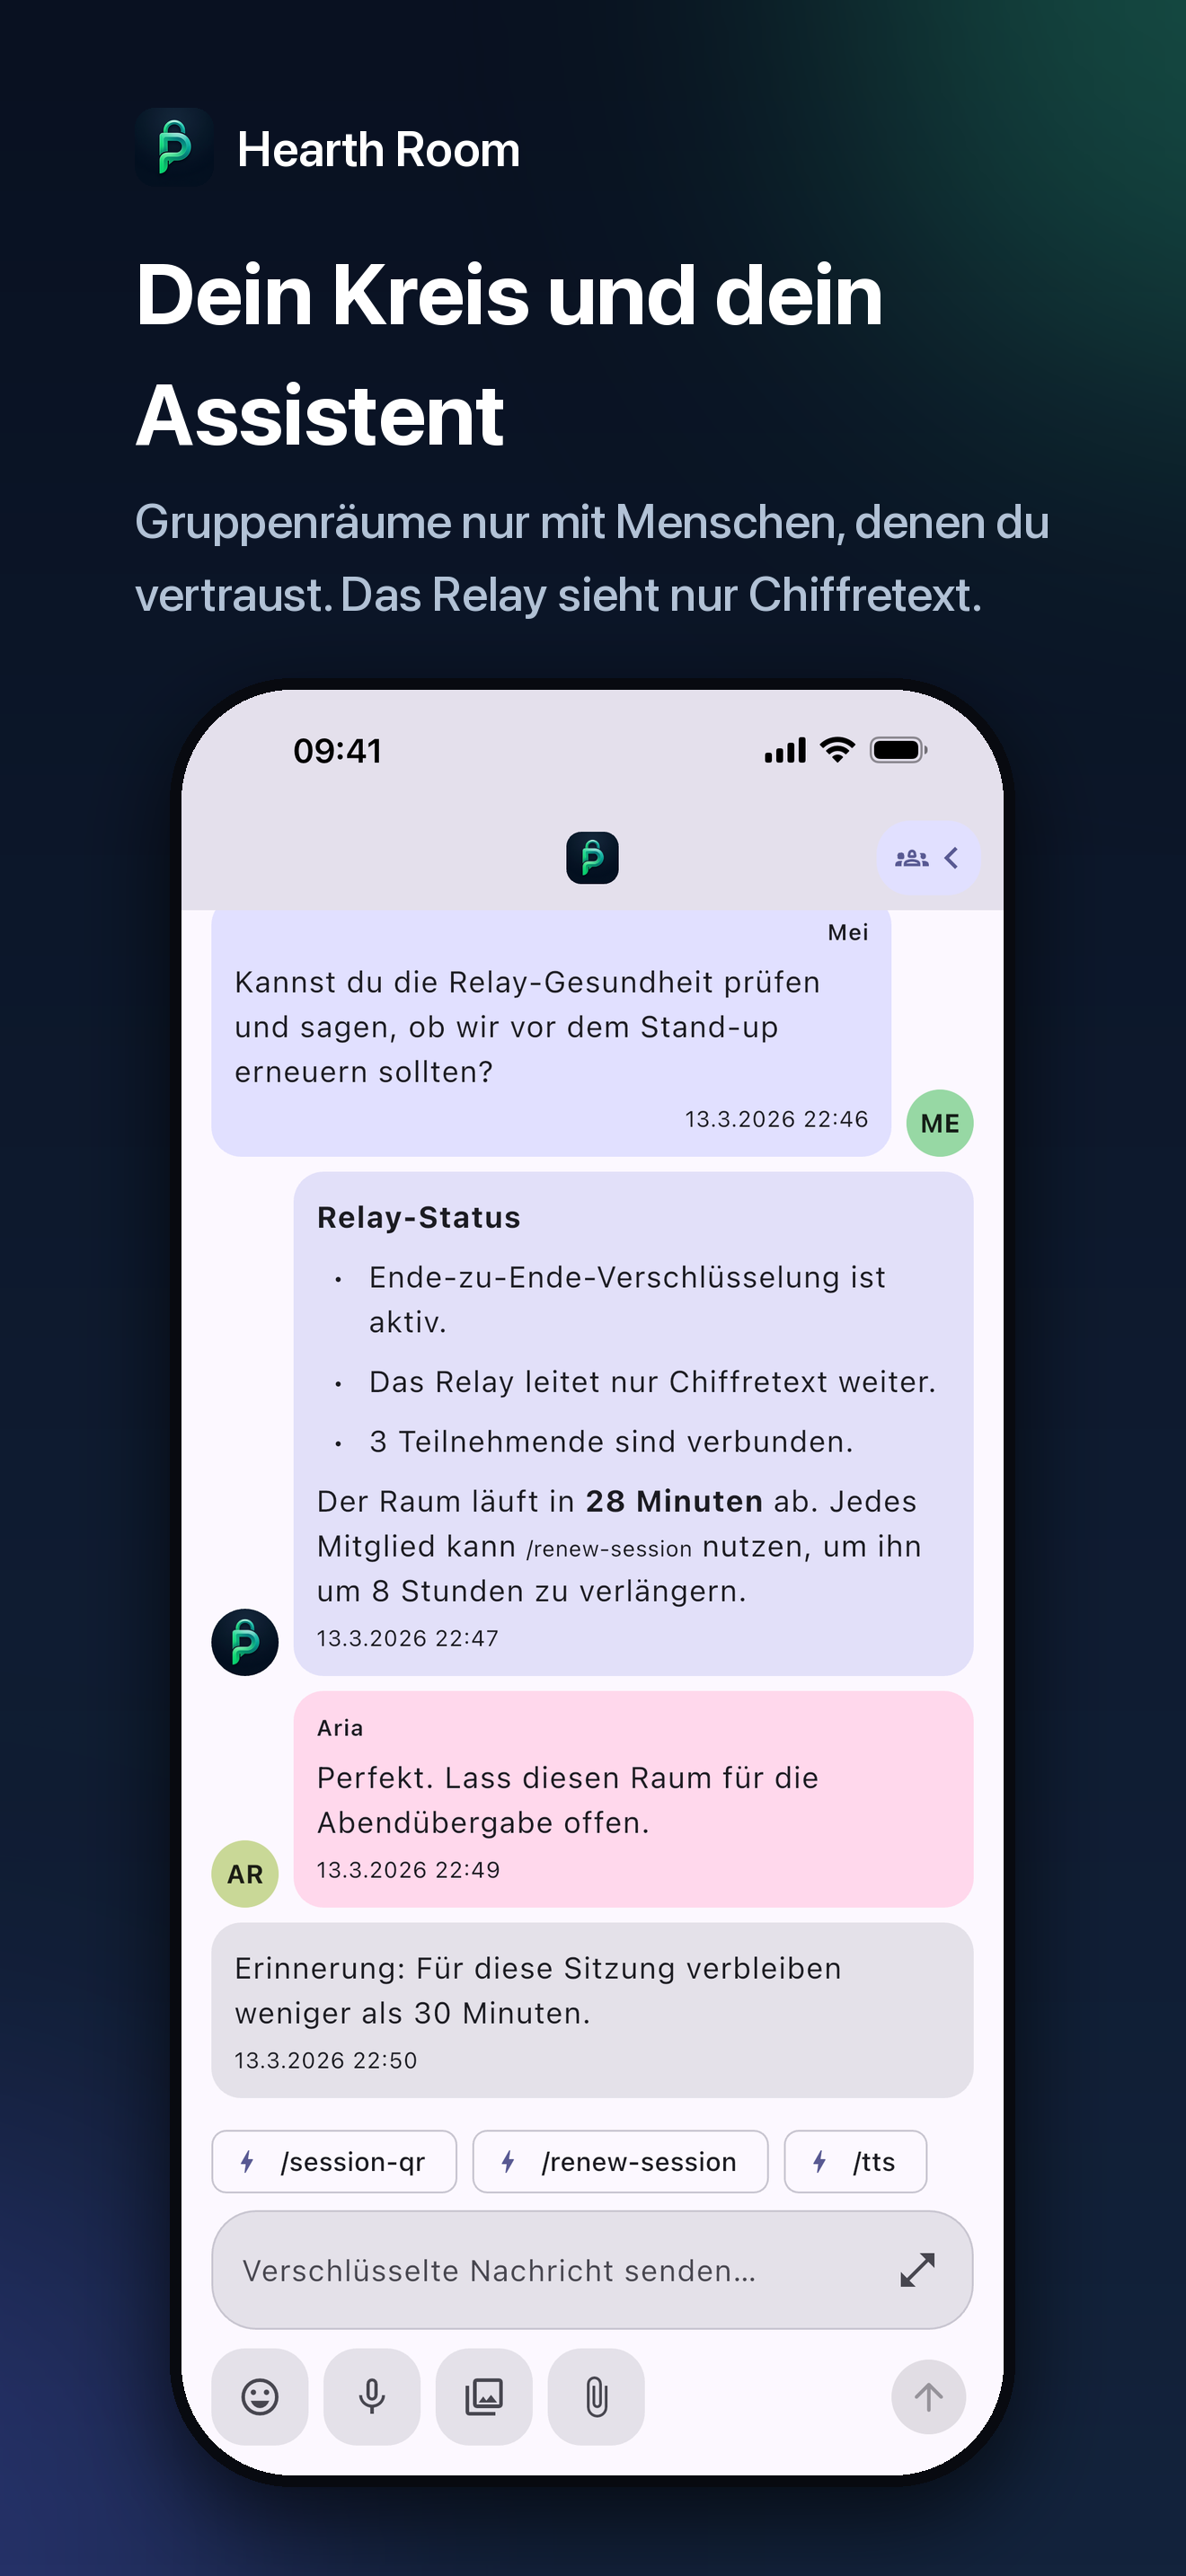 Hearth Room
Dein Kreis und dein
Assistent
Gruppenräume nur mit Menschen, denen du
vertraust. Das Relay sieht nur Chiffretext.
09:41
Mei
Kannst du die Relay-Gesundheit prüfen
und sagen, ob wir vor dem Stand-up
erneuern sollten?
13.3.2026 22:46
ME
Relay-Status
• Ende-zu-Ende-Verschlüsselung ist
aktiv.
• Das Relay leitet nur Chiffretext weiter.
• 3 Teilnehmende sind verbunden.
Der Raum läuft in 28 Minuten ab. Jedes
Mitglied kann /renew-session nutzen, um ihn
um 8 Stunden zu verlängern.
13.3.2026 22:47
Aria
Perfekt. Lass diesen Raum für die
Abendübergabe offen.
13.3.2026 22:49
AR
Erinnerung: Für diese Sitzung verbleiben
weniger als 30 Minuten.
13.3.2026 22:50
/session-qr /renew-session /tts
Verschlüsselte Nachricht senden...